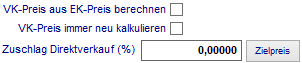 VK-Preis aus EK-Preis berechnen
VK-Preis immer neu kalkulieren
Zuschlag Direktverkauf (%) 0,00000 Zielpreis